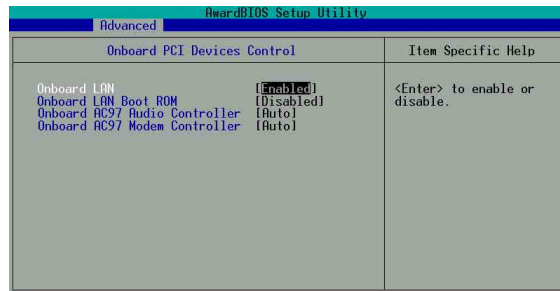 AwardBIOS Setup Utility
Advanced
Onboard PCI Devices Control
Item Specific Help
Onboard LAN [Enabled]
Onboard LAN Boot ROM [Disabled]
Onboard AC97 Audio Controller [Auto]
Onboard AC97 Modem Controller [Auto]
<Enter> to enable or
disable.